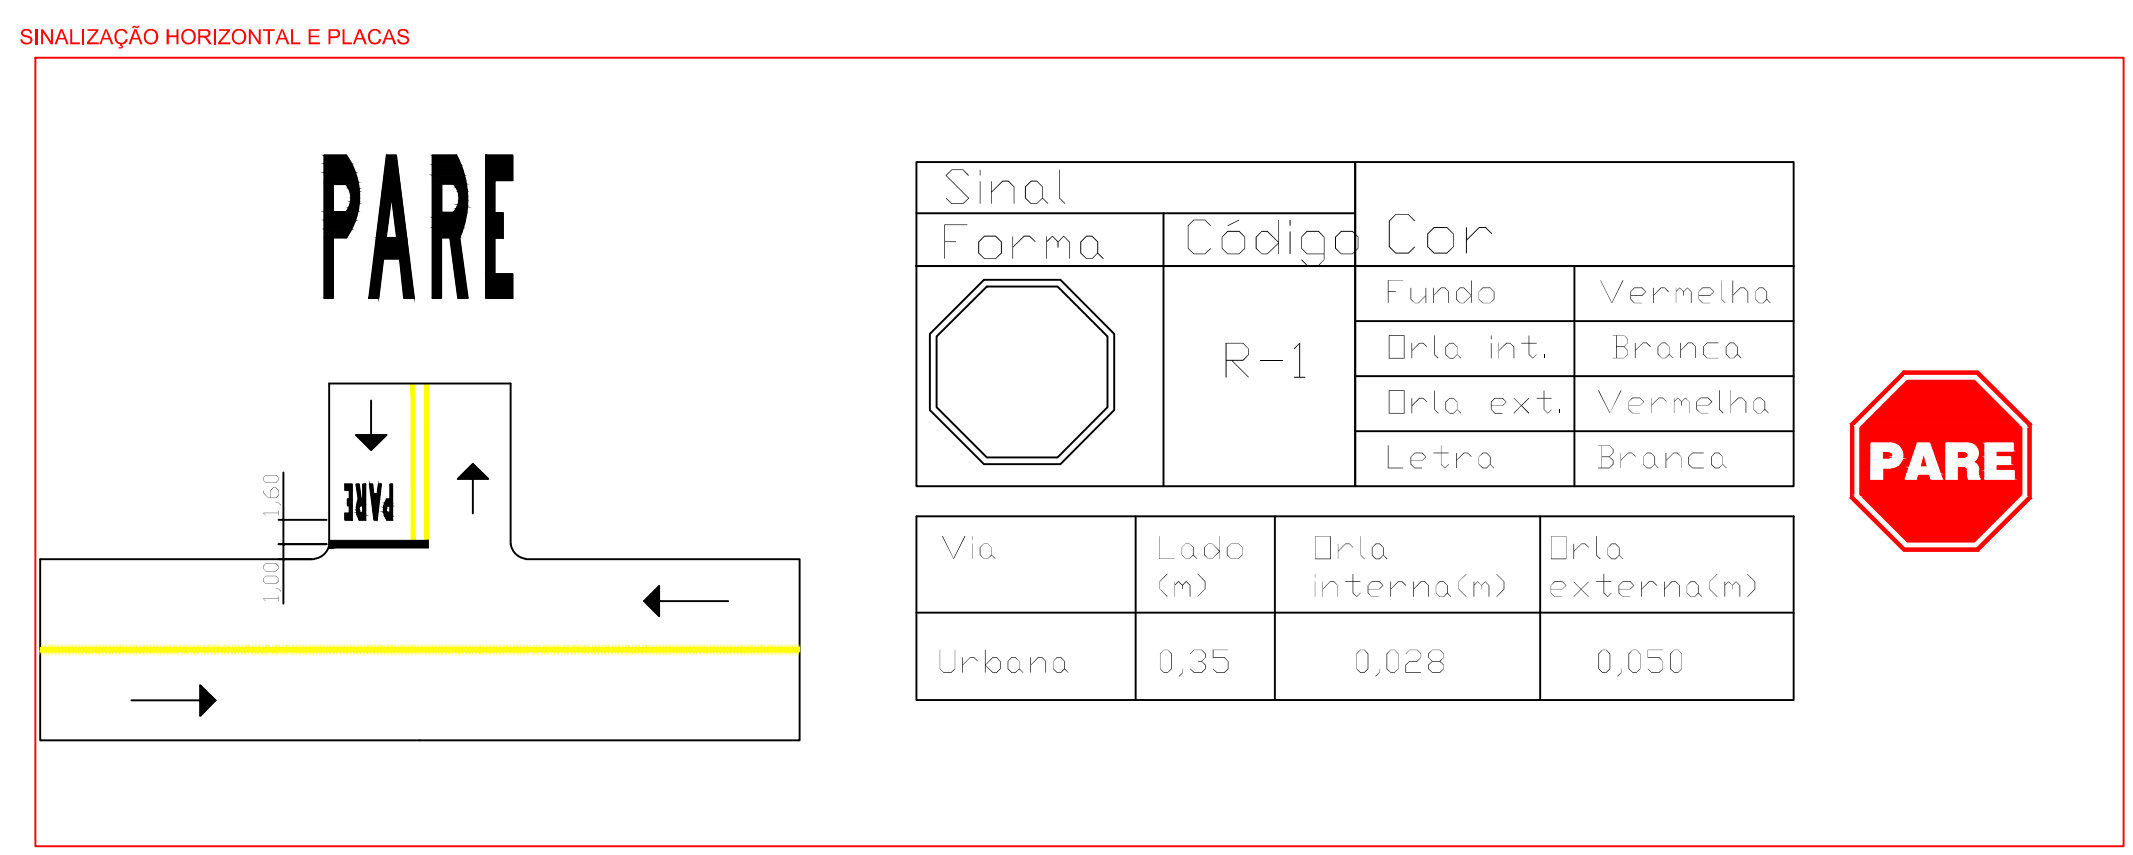 SINALIZAÇÃO HORIZONTAL E PLACAS
PARE
PARE
1,60
1,00
Sinal
Forma
Código
Cor
R-1
Fundo
Vermelha
Orla int.
Branca
Orla ext.
Vermelha
Letra
Branca
PARE
Via
Lado
(m)
Orla
interna(m)
Orla
externa(m)
Urbana
0,35
0,028
0,050